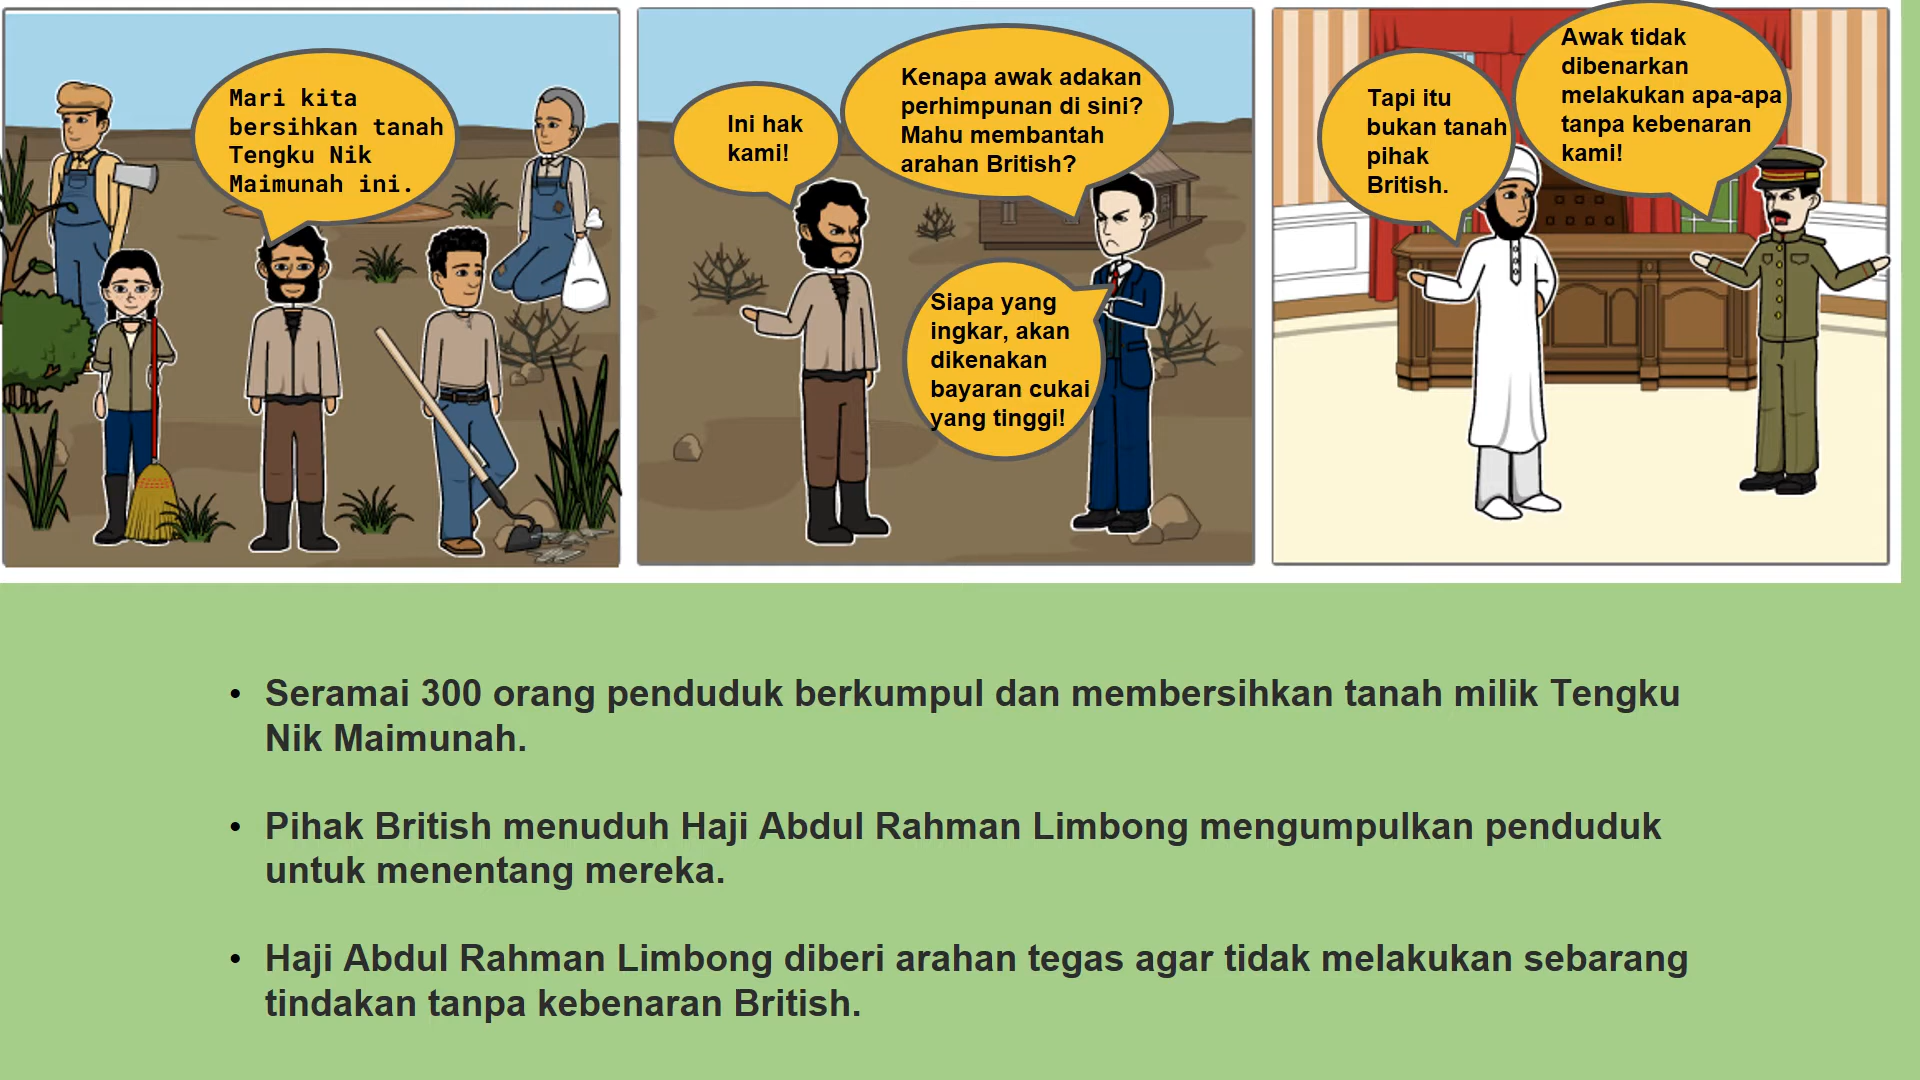 Mari kita
bersihkan tanah
Tengku Nik
Maimunah ini.
Ini hak
kami!
Kenapa awak adakan
perhimpunan di sini?
Mahu membantah
arahan British?
Siapa yang
ingkar, akan
dikenakan
bayaran cukai
yang tinggi!
Tapi itu
bukan tanah
pihak
British.
Awak tidak
dibenarkan
melakukan apa-apa
tanpa kebenaran
kami!
• Seramai 300 orang penduduk berkumpul dan membersihkan tanah milik Tengku
Nik Maimunah.
• Pihak British menuduh Haji Abdul Rahman Limbong mengumpulkan penduduk
untuk menentang mereka.
• Haji Abdul Rahman Limbong diberi arahan tegas agar tidak melakukan sebarang
tindakan tanpa kebenaran British.